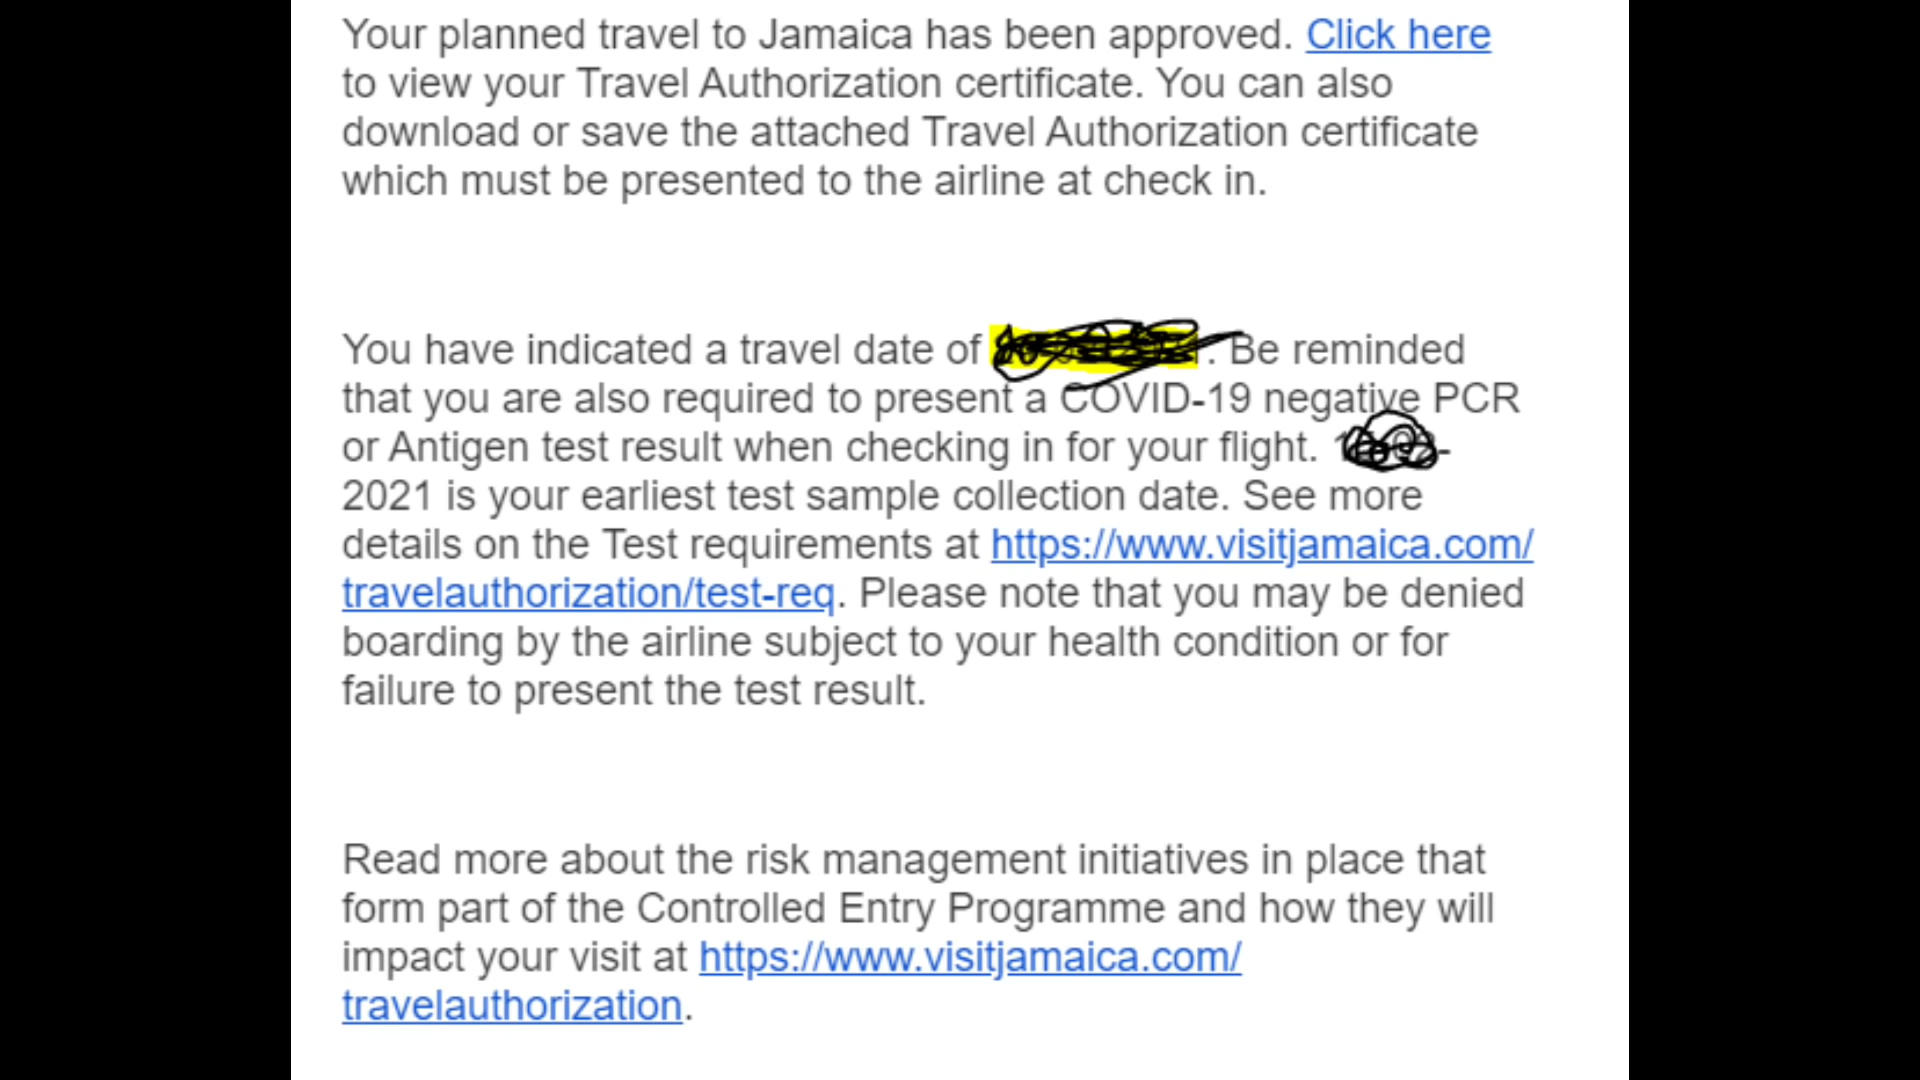 Your planned travel to Jamaica has been approved. Click here
to view your Travel Authorization certificate. You can also
download or save the attached Travel Authorization certificate
which must be presented to the airline at check in.
You have indicated a travel date of . Be reminded
that you are also required to present a COVID-19 negative PCR
or Antigen test result when checking in for your flight. -
2021 is your earliest test sample collection date. See more
details on the Test requirements at https://www.visitjamaica.com/
travelauthorization/test-req. Please note that you may be denied
boarding by the airline subject to your health condition or for
failure to present the test result.
Read more about the risk management initiatives in place that
form part of the Controlled Entry Programme and how they will
impact your visit at https://www.visitjamaica.com/
travelauthorization.